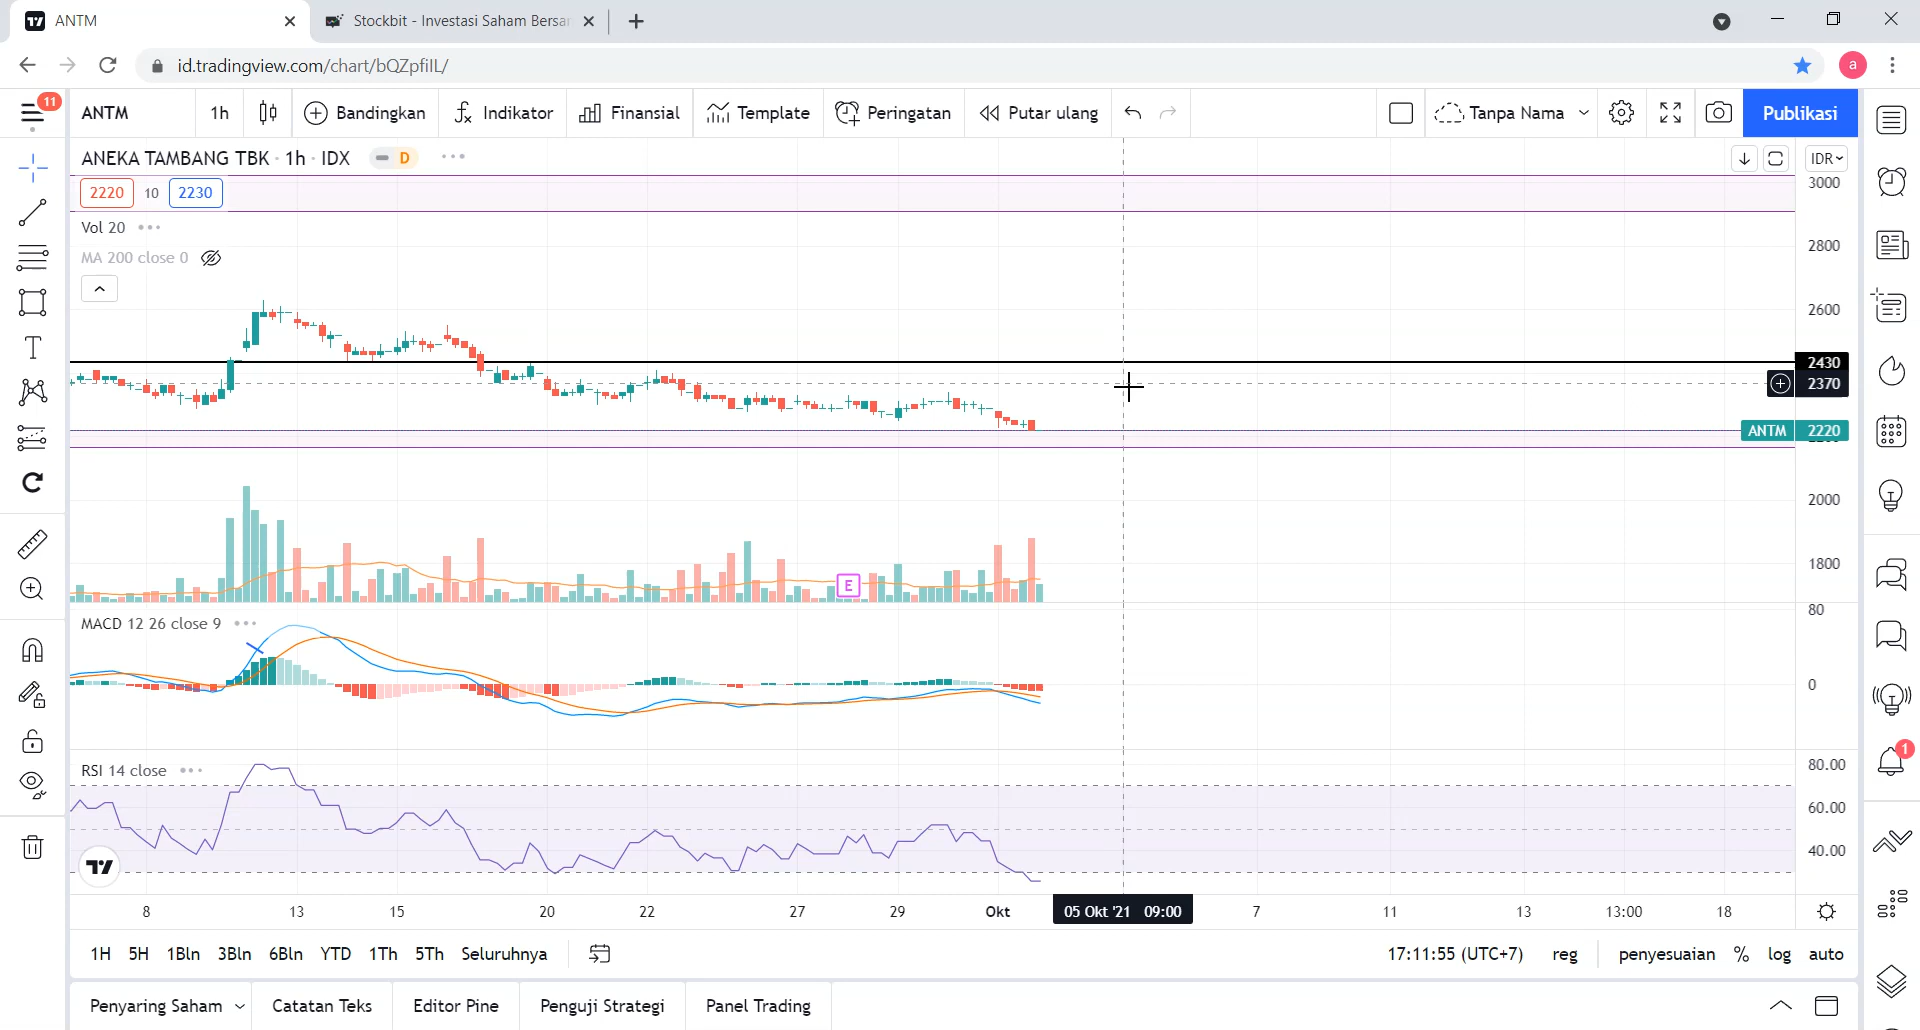 ANTM
Stockbit - Investasi Saham Bersa
id.tradingview.com/chart/bQZpfilL/
a
11
ANTM
1h
Bandingkan
Indikator
Finansial
Template
Peringatan
Putar ulang
Tanpa Nama
Publikasi
ANEKA TAMBANG TBK · 1h · IDX
D
IDR
2220
10
2230
Vol 20
MA 200 close 0
3000
2800
2600
2430
2370
ANTM 2220
2000
1800
E
MACD 12 26 close 9
80
0
RSI 14 close
80.00
60.00
40.00
1
8
13
15
20
22
27
29
Okt
05 Okt '21 09:00
7
11
13
13:00
18
1H
5H
1Bln
3Bln
6Bln
YTD
1Th
5Th
Seluruhnya
17:11:55 (UTC+7)
reg
penyesuaian
%
log
auto
Penyaring Saham
Catatan Teks
Editor Pine
Penguji Strategi
Panel Trading